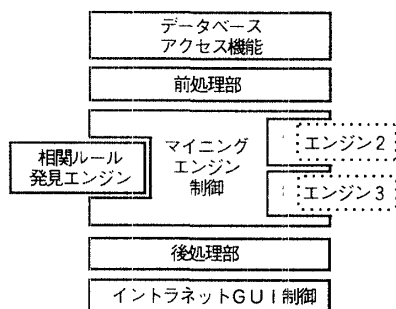 データベース
アクセス機能
前処理部
マイニング
エンジン
制御
相関ルール
発見エンジン
エンジン2
エンジン3
後処理部
イントラネットGUI制御